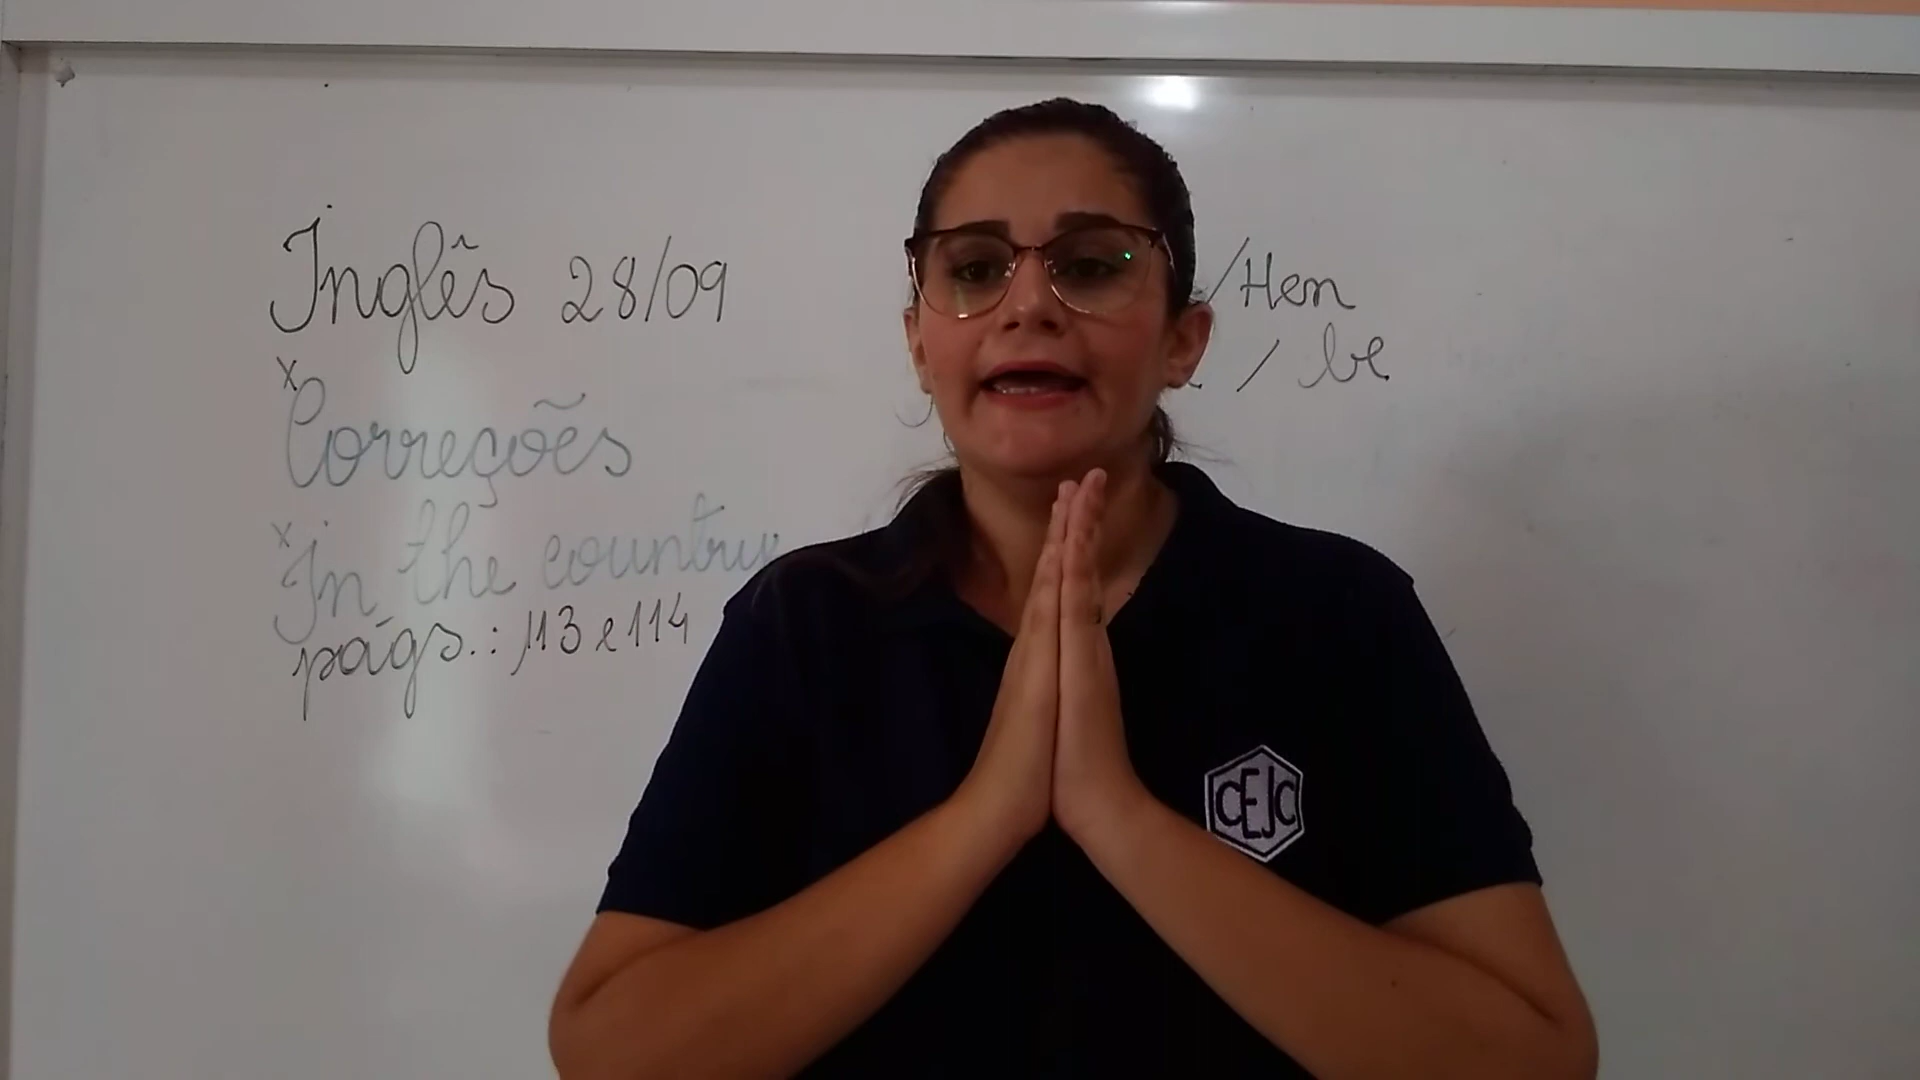 Inglês 28/09
x
Correções
x
In the country
págs.: 113 e 114
/Hen
/ be
CEJC